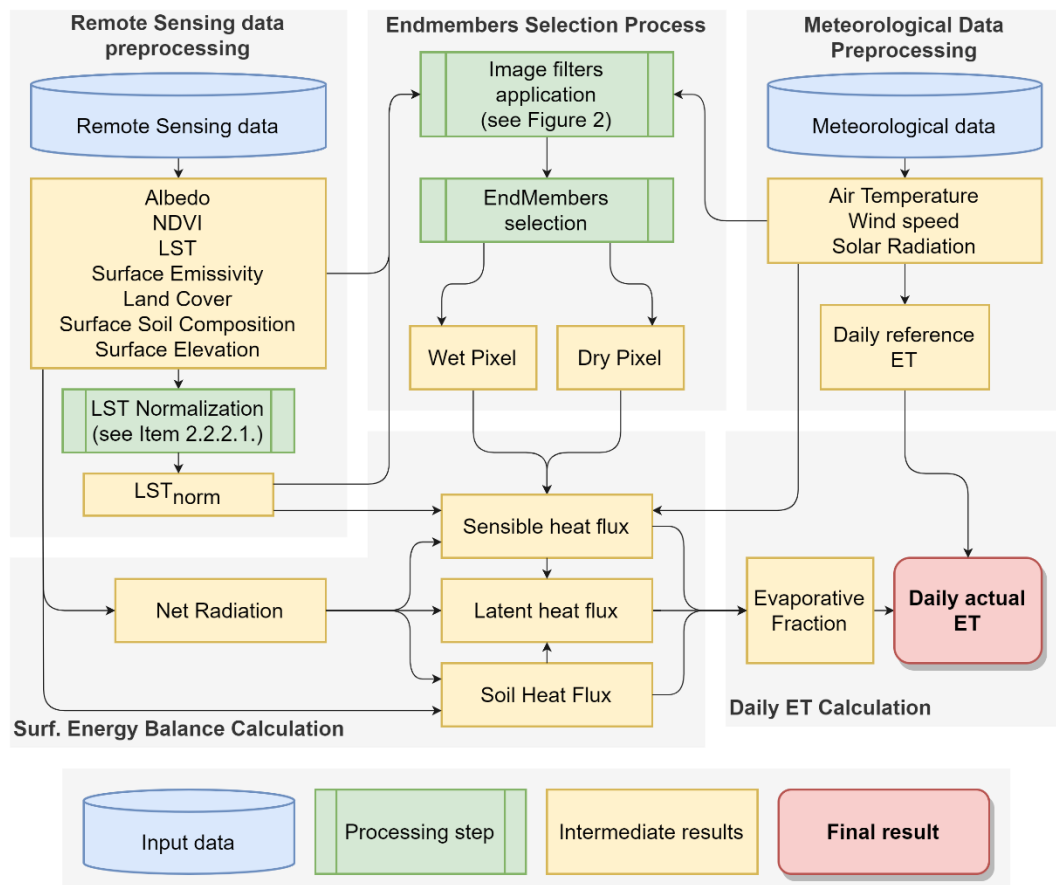 Remote Sensing data
preprocessing
Remote Sensing data
Albedo
NDVI
LST
Surface Emissivity
Land Cover
Surface Soil Composition
Surface Elevation
LST Normalization
(see Item 2.2.2.1.)
LSTnorm
Endmembers Selection Process
Image filters
application
(see Figure 2)
EndMembers
selection
Wet Pixel
Dry Pixel
Meteorological Data
Preprocessing
Meteorological data
Air Temperature
Wind speed
Solar Radiation
Daily reference
ET
Sensible heat flux
Net Radiation
Latent heat flux
Soil Heat Flux
Surf. Energy Balance Calculation
Evaporative
Fraction
Daily actual
ET
Daily ET Calculation
Input data
Processing step
Intermediate results
Final result